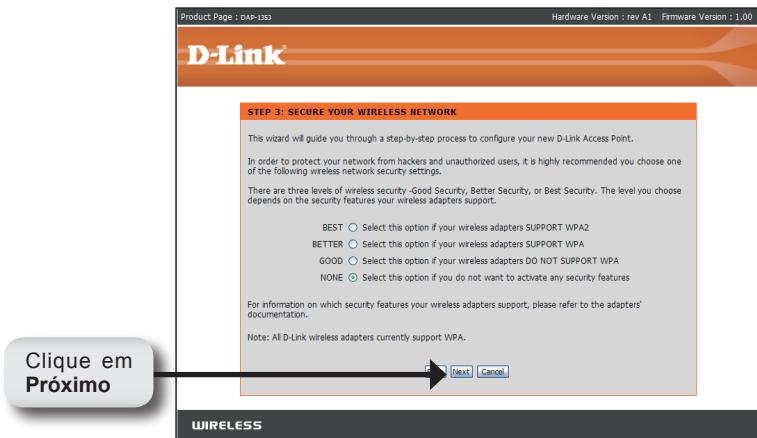 Product Page : DAP-1353 Hardware Version : rev A1 Firmware Version : 1.00
D-Link
STEP 3: SECURE YOUR WIRELESS NETWORK
This wizard will guide you through a step-by-step process to configure your new D-Link Access Point.
In order to protect your network from hackers and unauthorized users, it is highly recommended you choose one
of the following wireless network security settings.
There are three levels of wireless security -Good Security, Better Security, or Best Security. The level you choose
depends on the security features your wireless adapters support.
BEST Select this option if your wireless adapters SUPPORT WPA2
BETTER Select this option if your wireless adapters SUPPORT WPA
GOOD Select this option if your wireless adapters DO NOT SUPPORT WPA
NONE Select this option if you do not want to activate any security features
For information on which security features your wireless adapters support, please refer to the adapters'
documentation.
Note: All D-Link wireless adapters currently support WPA.
Next Cancel
Clique em
Próximo
WIRELESS